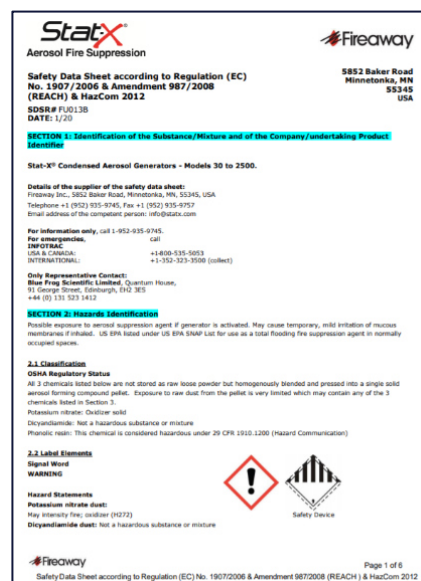 Stat-X®
Aerosol Fire Suppression
Fireaway
Safety Data Sheet according to Regulation (EC)
No. 1907/2006 & Amendment 987/2008
(REACH) & HazCom 2012
5852 Baker Road
Minnetonka, MN
55345
USA
SDSR# FU013B
DATE: 1/20
SECTION 1: Identification of the Substance/Mixture and of the Company/undertaking Product
Identifier
Stat-X® Condensed Aerosol Generators - Models 30 to 2500.
Details of the supplier of the safety data sheet:
Fireaway Inc., 5852 Baker Road, Minnetonka, MN, 55345, USA
Telephone +1 (952) 935-9745, Fax +1 (952) 935-9757
Email address of the competent person: info@statx.com
For information only, call 1-952-935-9745.
For emergencies, call
INFOTRAC
USA & CANADA: +1-800-535-5053
INTERNATIONAL: +1-352-323-3500 (collect)
Only Representative Contact:
Blue Frog Scientific Limited, Quantum House,
91 George Street, Edinburgh, EH2 3ES
+44 (0) 131 523 1412
SECTION 2: Hazards Identification
Possible exposure to aerosol suppression agent if generator is activated. May cause temporary, mild irritation of mucous
membranes if inhaled. US EPA listed under US EPA SNAP List for use as a total flooding fire suppression agent in normally
occupied spaces.
2.1 Classification
OSHA Regulatory Status
All 3 chemicals listed below are not stored as raw loose powder but homogenously blended and pressed into a single solid
aerosol forming compound pellet. Exposure to raw dust from the pellet is very limited which may contain any of the 3
chemicals listed in Section 3.
Potassium nitrate: Oxidizer solid
Dicyandiamide: Not a hazardous substance or mixture
Phenolic resin: This chemical is considered hazardous under 29 CFR 1910.1200 (Hazard Communication)
2.2 Label Elements
Signal Word
WARNING
Hazard Statements
Potassium nitrate dust:
May intensify fire; oxidizer (H272)
Dicyandiamide dust: Not a hazardous substance or mixture
Safety Device
Fireaway
Page 1 of 6
Safety Data Sheet according to Regulation (EC) No. 1907/2006 & Amendment 987/2008 (REACH ) & HazCom 2012